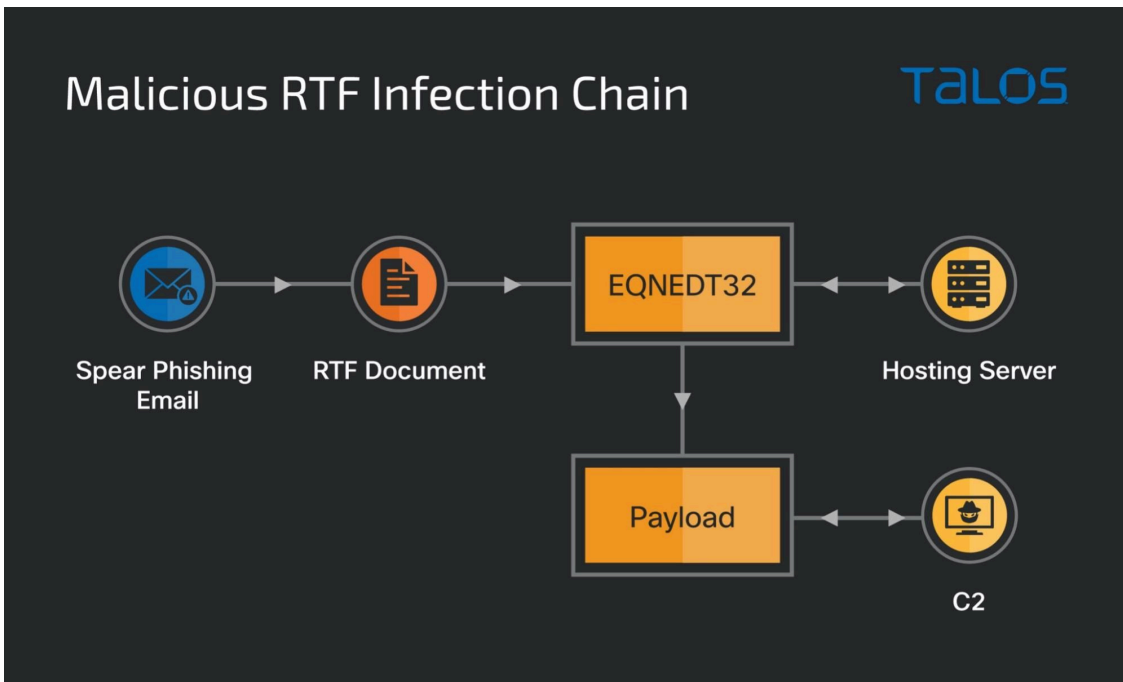 Malicious RTF Infection Chain
TALOS
EQNEDT32
Spear Phishing
Email
RTF Document
Hosting Server
Payload
C2